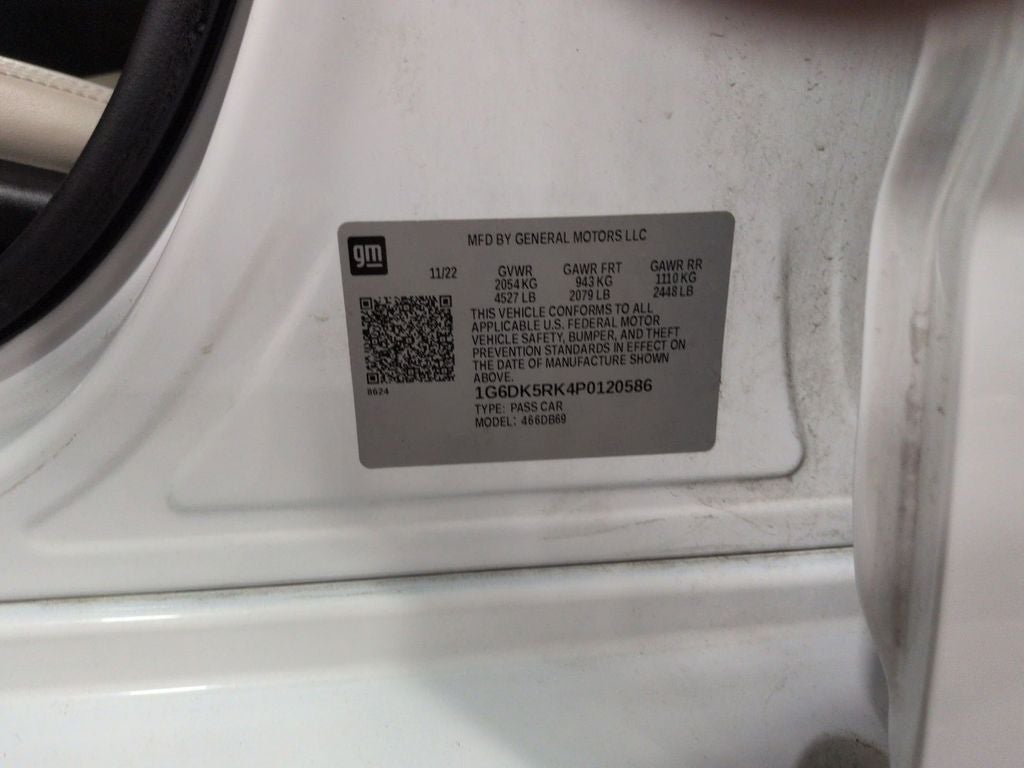 gm
MFD BY GENERAL MOTORS LLC
11/22 GVWR GAWR FRT GAWR RR
2054 KG 943 KG 1110 KG
4527 LB 2079 LB 2448 LB
THIS VEHICLE CONFORMS TO ALL
APPLICABLE U.S. FEDERAL MOTOR
VEHICLE SAFETY, BUMPER, AND THEFT
PREVENTION STANDARDS IN EFFECT ON
THE DATE OF MANUFACTURE SHOWN
ABOVE.
8624
1G6DK5RK4P0120586
TYPE: PASS CAR
MODEL: 466DB69